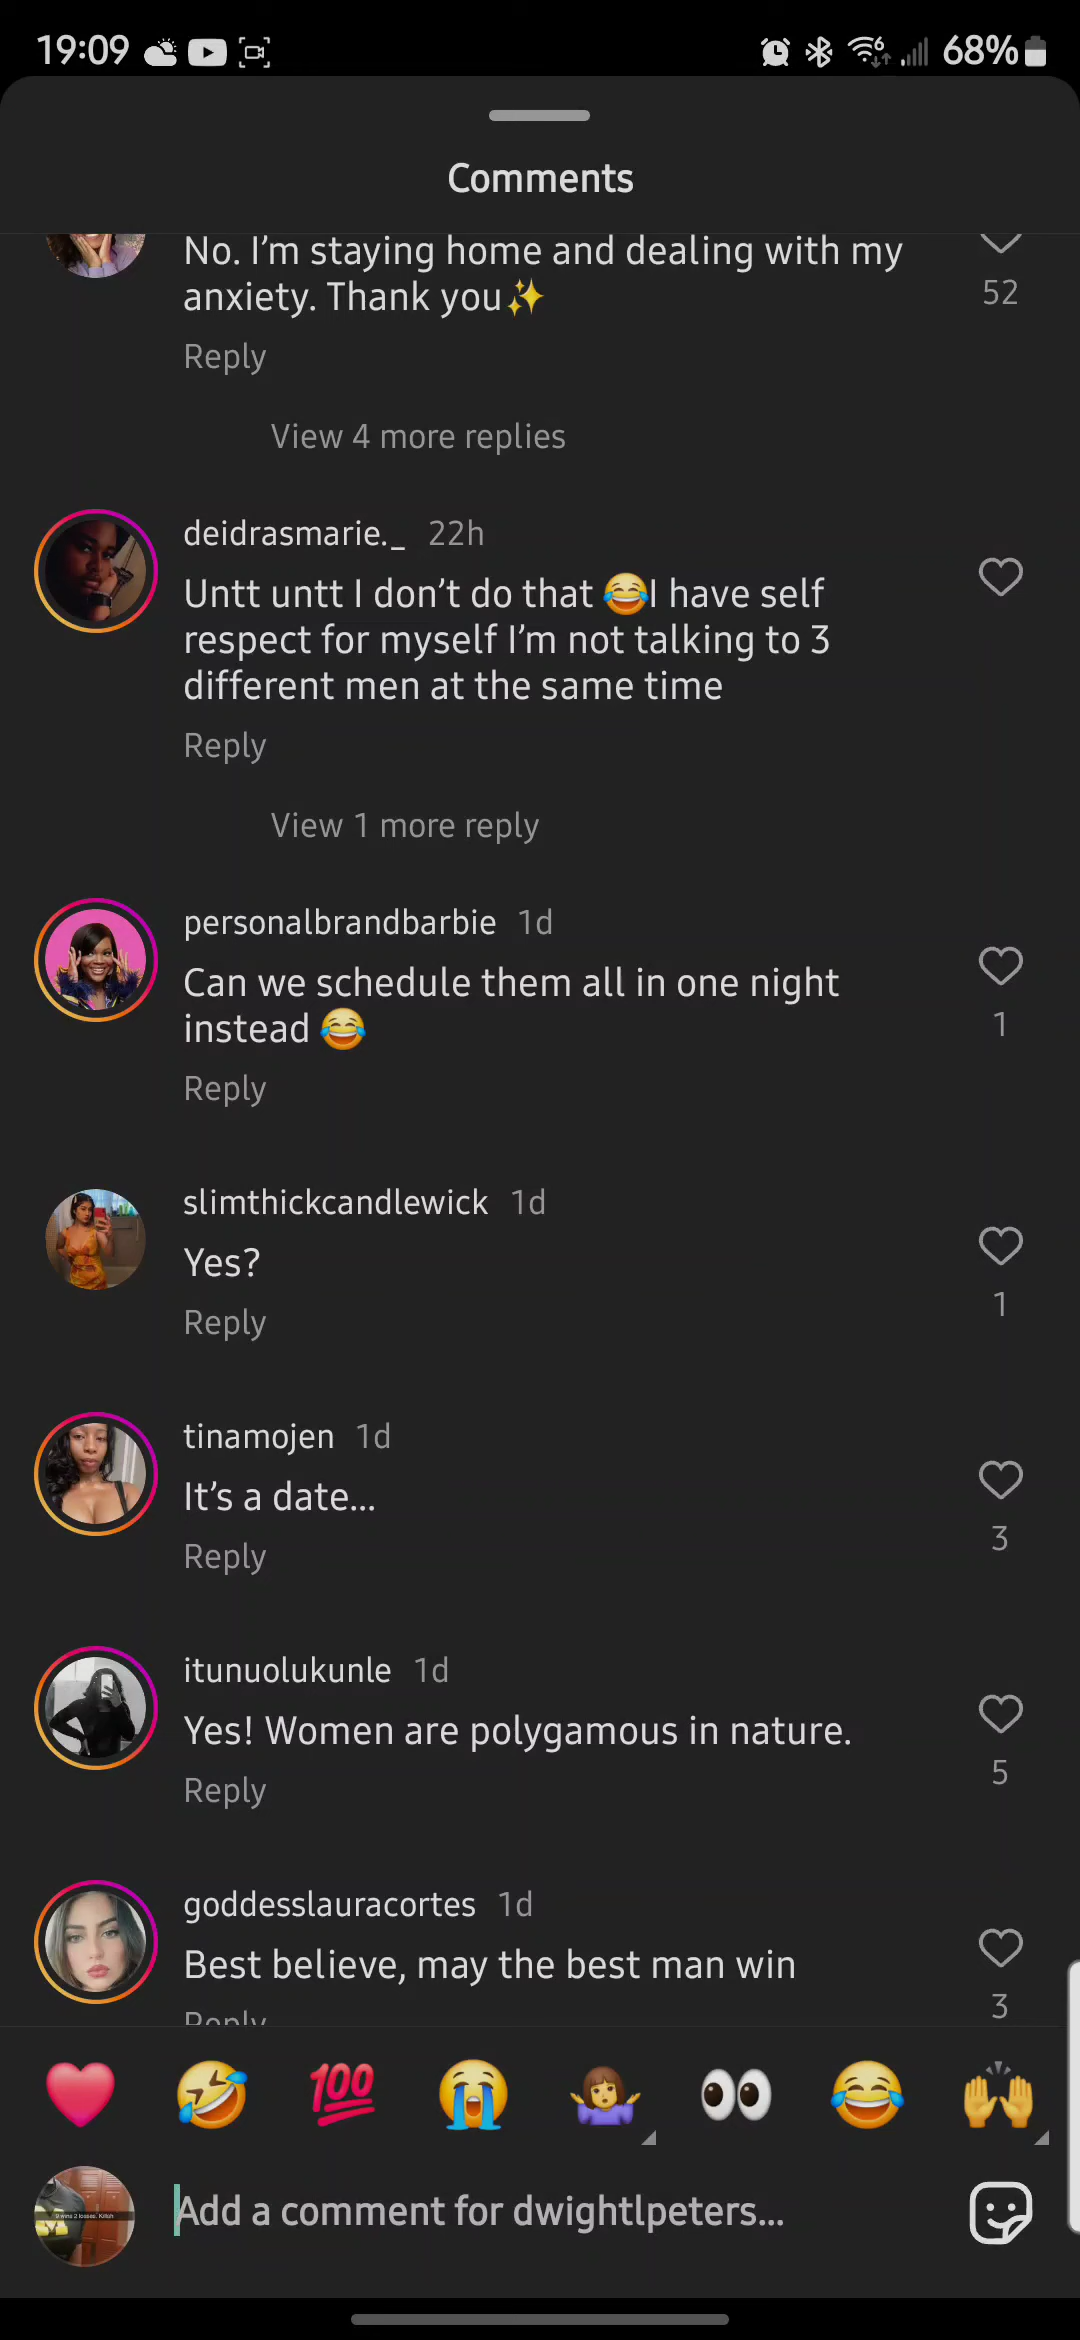 19:09
68%
Comments
No. I’m staying home and dealing with my
anxiety. Thank you✨
52
Reply
View 4 more replies
deidrasmarie._ 22h
Untt untt I don’t do that 😂I have self
respect for myself I’m not talking to 3
different men at the same time
Reply
View 1 more reply
personalbrandbarbie 1d
Can we schedule them all in one night
instead 😂
1
Reply
slimthickcandlewick 1d
Yes?
1
Reply
tinamojen 1d
It’s a date...
3
Reply
itunuolukunle 1d
Yes! Women are polygamous in nature.
5
Reply
goddesslauracortes 1d
Best believe, may the best man win
3
Reply
Add a comment for dwightlpeters...